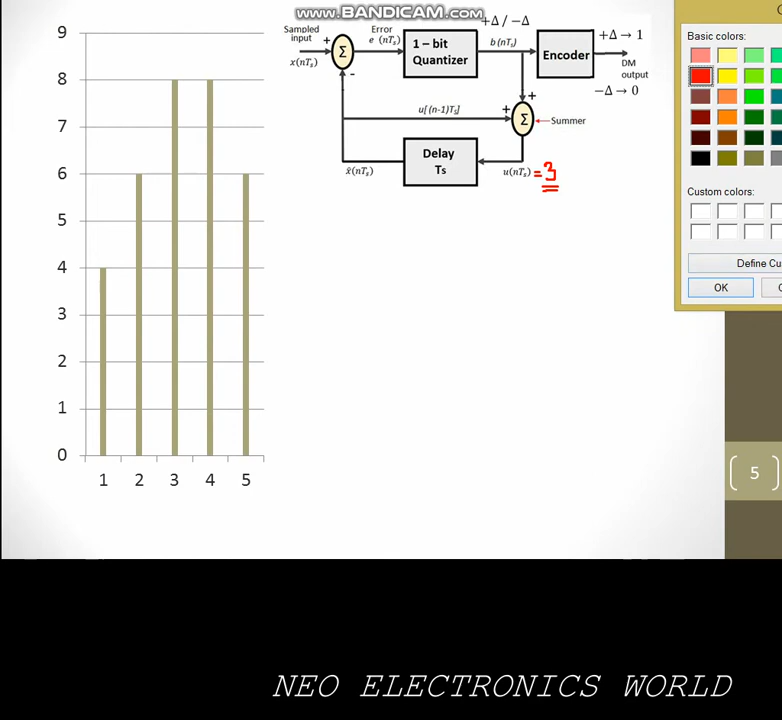 www.BANDICAM.com
9
8
7
6
5
4
3
2
1
0
1 2 3 4 5
Sampled
input
x(nTs)
+
-
Σ
Error
e (nTs)
1 – bit
Quantizer
+Δ / −Δ
b(nTs)
Encoder
+Δ → 1
DM
output
−Δ → 0
u[(n-1)Ts]
+
+
Σ
Summer
Delay
Ts
x̂(nTs)
u(nTs) = 3
Basic colors:
Custom colors:
Define Cu
OK
5
NEO ELECTRONICS WORLD